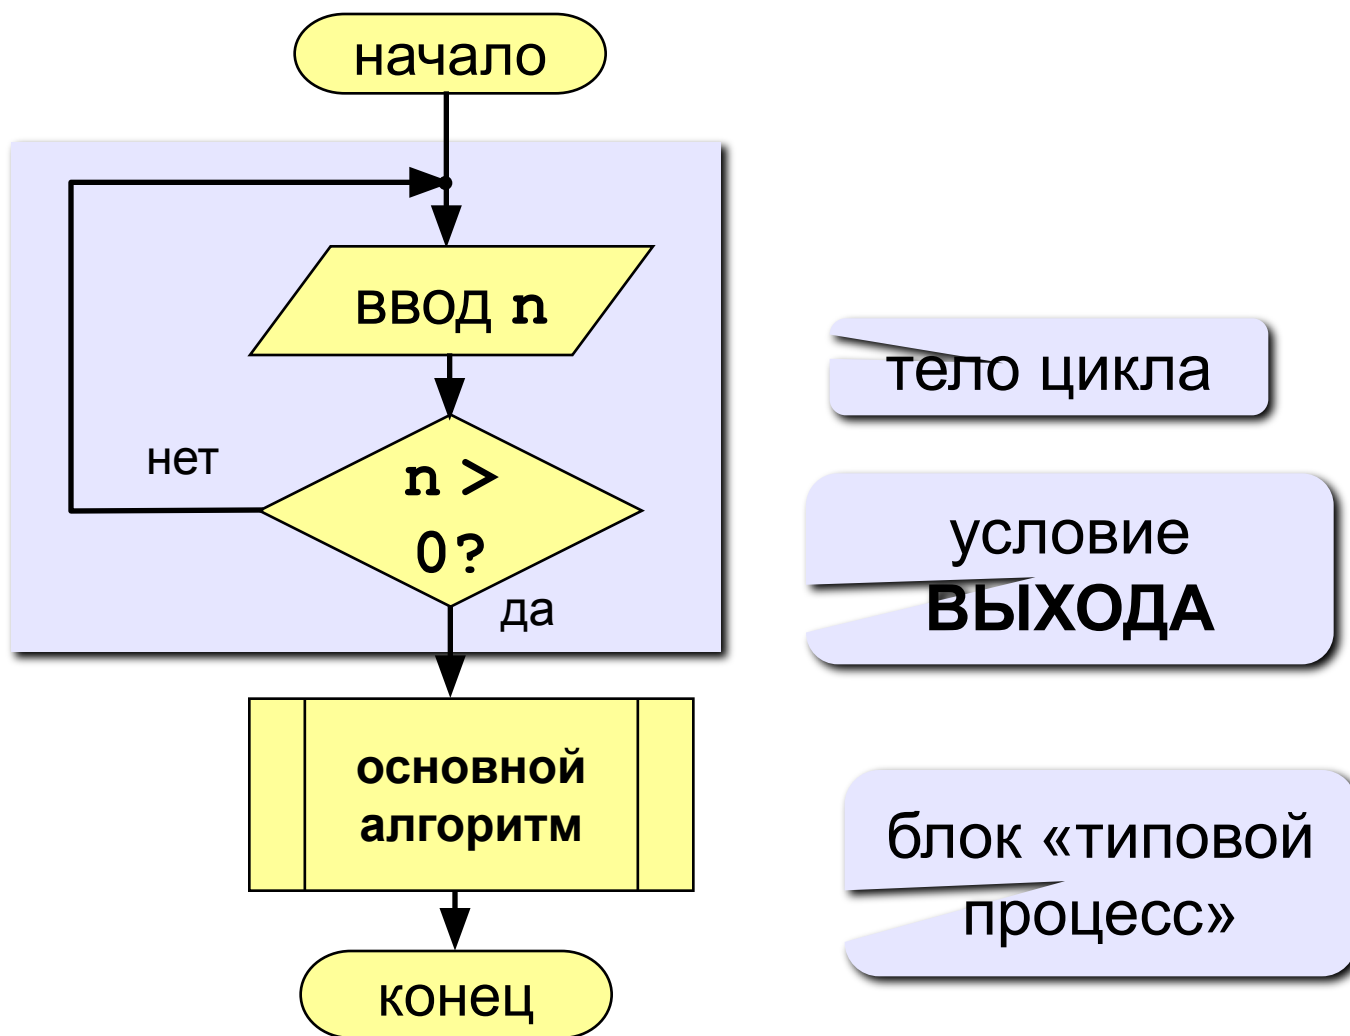 начало
ввод n
нет
n >
0?
да
основной
алгоритм
конец
тело цикла
условие
ВЫХОДА
блок «типовой
процесс»